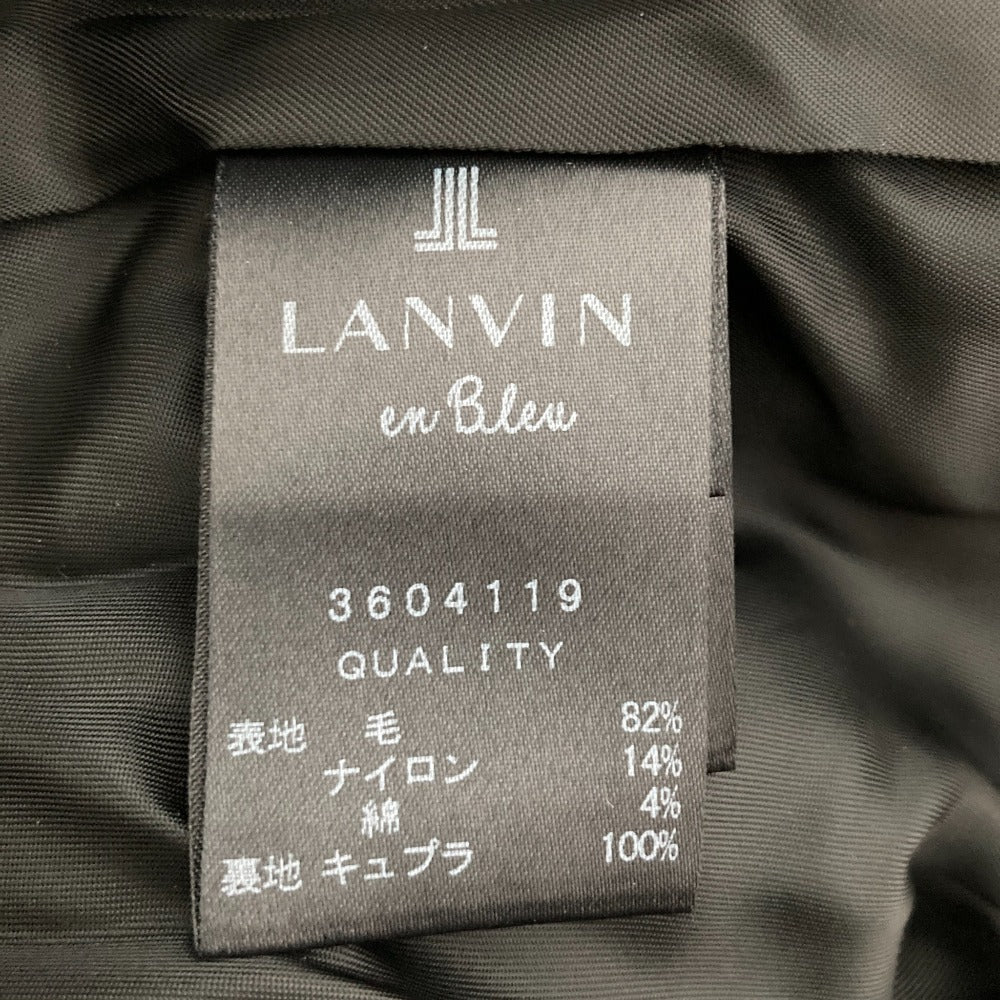 LANVIN
en Bleu
3604119
QUALITY
表地 毛 82%
ナイロン 14%
綿 4%
裏地 キュプラ 100%